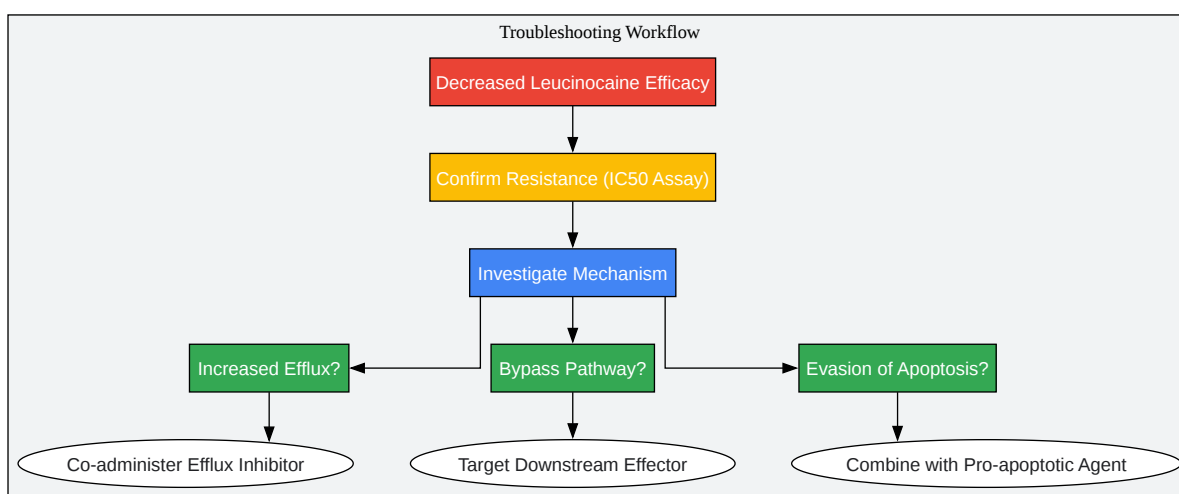 Troubleshooting Workflow
Decreased Leucinocaine Efficacy
Confirm Resistance (IC50 Assay)
Investigate Mechanism
Increased Efflux?
Bypass Pathway?
Evasion of Apoptosis?
Co-administer Efflux Inhibitor
Target Downstream Effector
Combine with Pro-apoptotic Agent